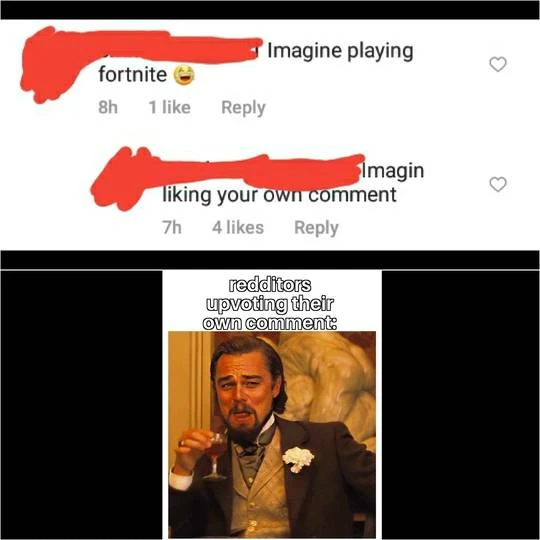 Imagine playing
fortnite 😂
8h 1 like Reply
Imagin
liking your own comment
7h 4 likes Reply
redditors
upvoting their
own comment: